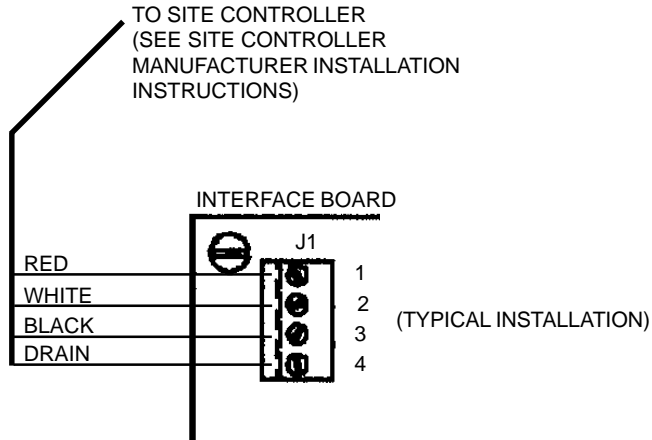 TO SITE CONTROLLER
(SEE SITE CONTROLLER
MANUFACTURER INSTALLATION
INSTRUCTIONS)
INTERFACE BOARD
J1
RED
1
WHITE
2
(TYPICAL INSTALLATION)
BLACK
3
DRAIN
4